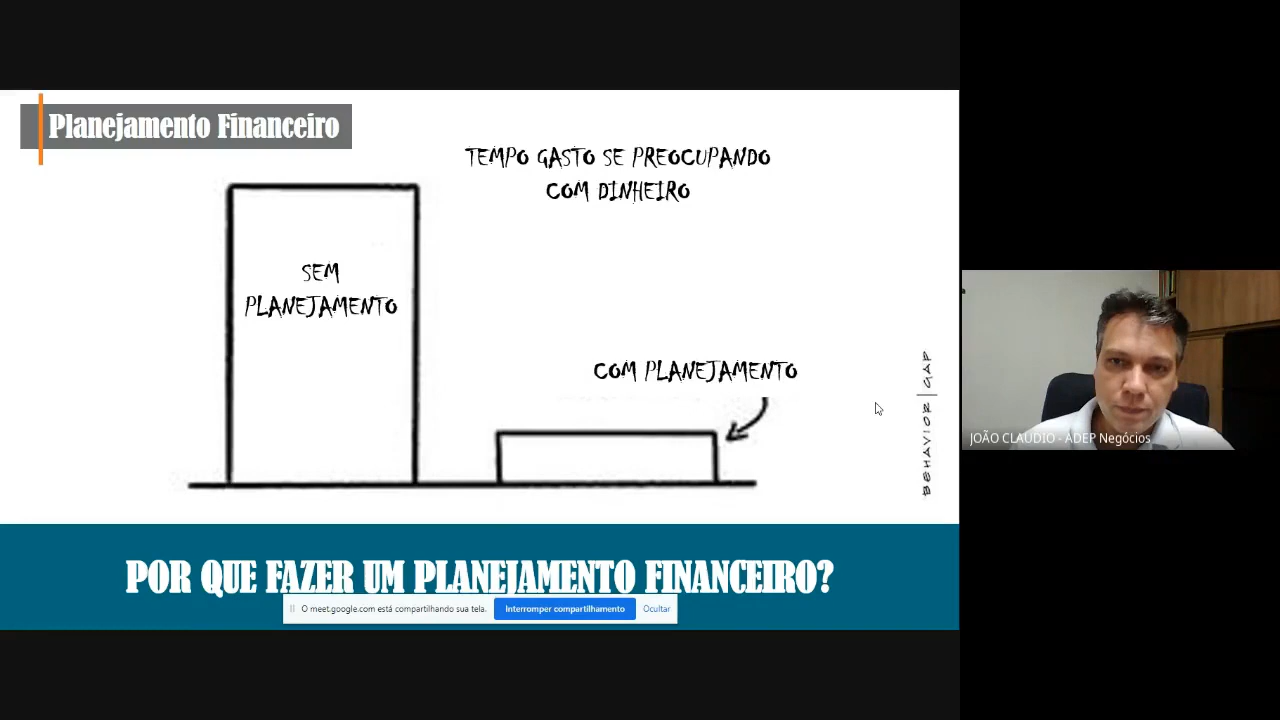 Planejamento Financeiro
TEMPO GASTO SE PREOCUPANDO
COM DINHEIRO
SEM
PLANEJAMENTO
COM PLANEJAMENTO
BEHAVIOR | GAP
JOÃO CLAUDIO - ADEP Negócios
POR QUE FAZER UM PLANEJAMENTO FINANCEIRO?
O meet.google.com está compartilhando sua tela.
Interromper compartilhamento
Ocultar